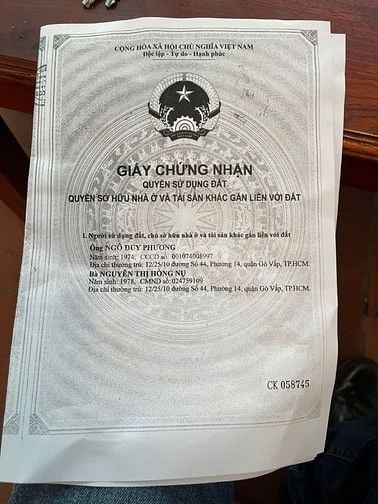 CỘNG HÒA XÃ HỘI CHỦ NGHĨA VIỆT NAM
Độc lập - Tự do - Hạnh phúc
GIẤY CHỨNG NHẬN
QUYỀN SỬ DỤNG ĐẤT
QUYỀN SỞ HỮU NHÀ Ở VÀ TÀI SẢN KHÁC GẮN LIỀN VỚI ĐẤT
I. Người sử dụng đất, chủ sở hữu nhà ở và tài sản khác gắn liền với đất
Ông NGÔ DUY PHƯƠNG
Năm sinh: 1974, CCCD số: 001074008997
Địa chỉ thường trú: 12/25/10 đường Số 44, Phường 14, quận Gò Vấp, TP.HCM.
Bà NGUYỄN THỊ HỒNG NỤ
Năm sinh: 1978, CMND số:024759109
Địa chỉ thường trú: 12/25/10 đường Số 44, Phường 14, quận Gò Vấp, TP.HCM.
CK 058745